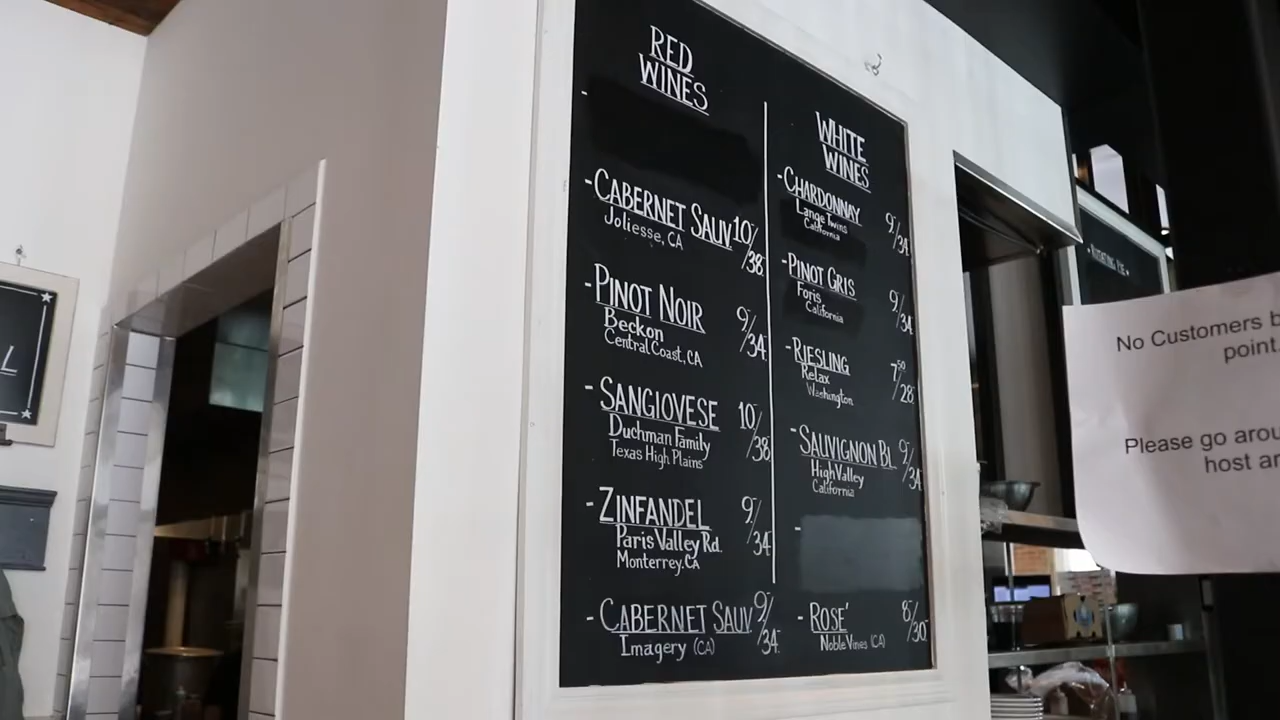 RED
WINES
-
-CABERNET SAUV 10/38
Joliesse, CA
-PINOT NOIR 9/34
Beckon
Central Coast, CA
-SANGIOVESE 10/38
Duchman Family
Texas High Plains
-ZINFANDEL 9/34
Paris Valley Rd.
Monterrey, CA
-CABERNET SAUV 9/34
Imagery (CA)
WHITE
WINES
-CHARDONNAY 9/34
Lange Twins
California
-PINOT GRIS 9/34
Foris
California
-RIESLING 7.50/28
Relax
Washington
-SAUVIGNON BL 9/34
High Valley
California
-
-ROSE' 8/30
Noble Vines (CA)
No Customers b
point.
Please go arou
host ar
L